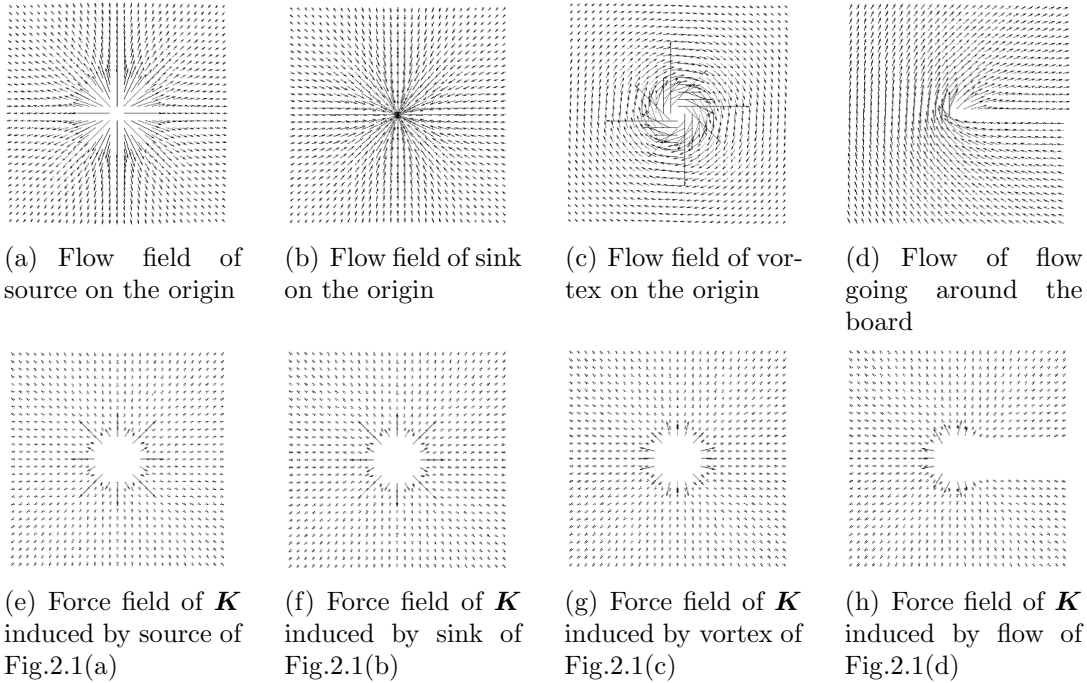 (a) Flow field of
source on the origin
(b) Flow field of sink
on the origin
(c) Flow field of vor-
tex on the origin
(d) Flow of flow
going around the
board
(e) Force field of K
induced by source of
Fig.2.1(a)
(f) Force field of K
induced by sink of
Fig.2.1(b)
(g) Force field of K
induced by vortex of
Fig.2.1(c)
(h) Force field of K
induced by flow of
Fig.2.1(d)